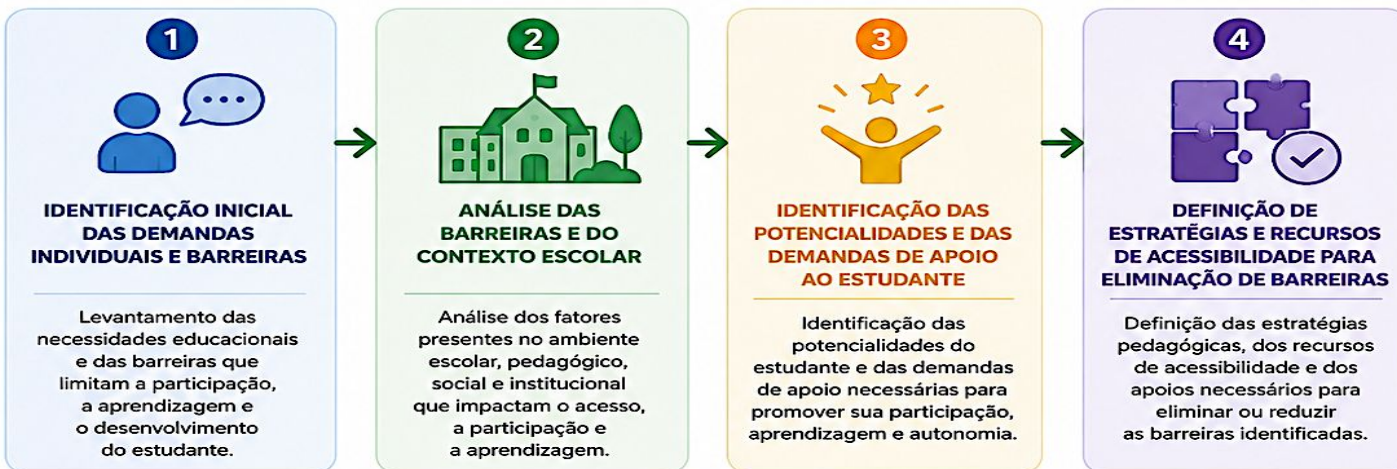 1
IDENTIFICAÇÃO INICIAL
DAS DEMANDAS
INDIVIDUAIS E BARREIRAS
Levantamento das
necessidades educacionais
e das barreiras que
limitam a participação,
a aprendizagem e
o desenvolvimento
do estudante.
2
ANÁLISE DAS
BARREIRAS E DO
CONTEXTO ESCOLAR
Análise dos fatores
presentes no ambiente
escolar, pedagógico,
social e institucional
que impactam o acesso,
a participação e
a aprendizagem.
3
IDENTIFICAÇÃO DAS
POTENCIALIDADES E DAS
DEMANDAS DE APOIO
AO ESTUDANTE
Identificação das
potencialidades do
estudante e das demandas
de apoio necessárias para
promover sua participação,
aprendizagem e autonomia.
4
DEFINIÇÃO DE
ESTRATÉGIAS E RECURSOS
DE ACESSIBILIDADE PARA
ELIMINAÇÃO DE BARREIRAS
Definição das estratégias
pedagógicas, dos recursos
de acessibilidade e dos
apoios necessários para
eliminar ou reduzir
as barreiras identificadas.